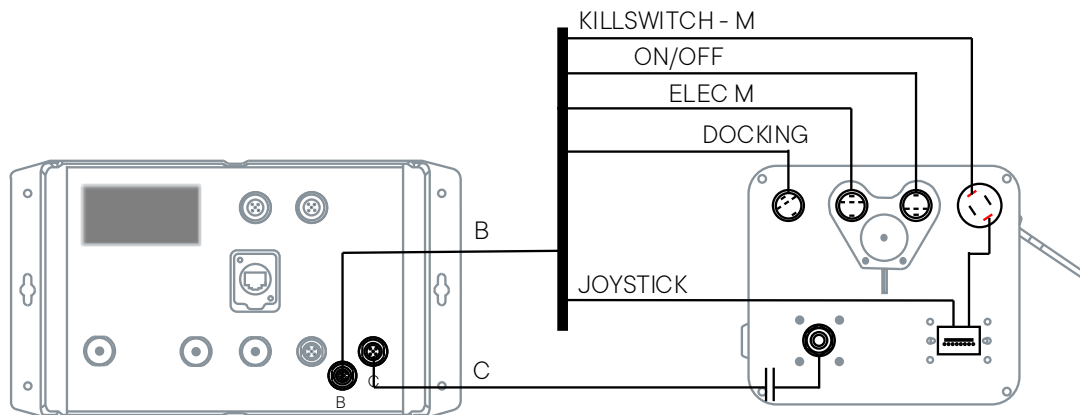 KILLSWITCH - M
ON/OFF
ELEC M
DOCKING
B
JOYSTICK
C
C
B